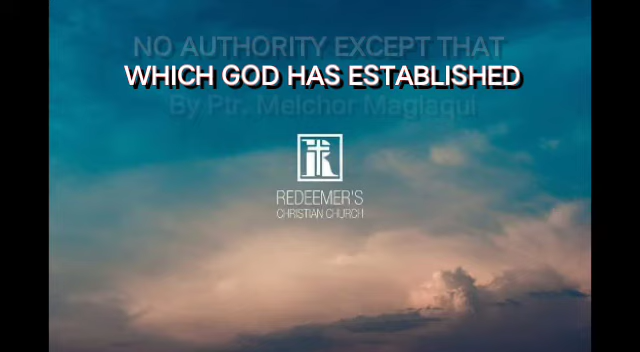 NO AUTHORITY EXCEPT THAT
WHICH GOD HAS ESTABLISHED
By Ptr. Melchor Maglaqui
REDEEMER'S
CHRISTIAN CHURCH